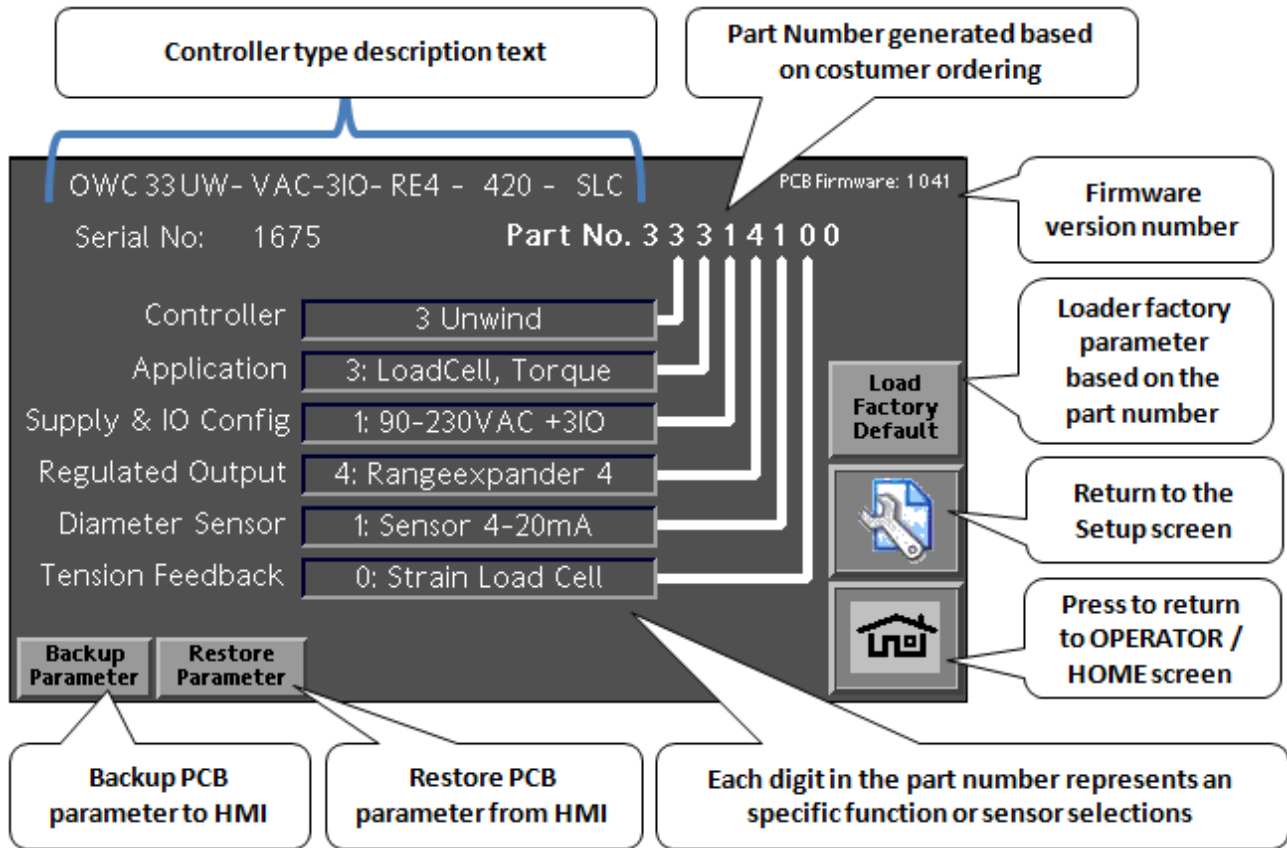 Controller type description text
Part Number generated based
on costumer ordering
OWC 33 UW- VAC-3IO- RE4 - 420 - SLC
PCB Firmware: 1041
Firmware
version number
Serial No: 1675
Part No. 3 3 3 1 4 1 0 0
Controller
3 Unwind
Application
3: LoadCell, Torque
Supply & IO Config
1: 90-230VAC +3IO
Regulated Output
4: Rangeexpander 4
Diameter Sensor
1: Sensor 4-20mA
Tension Feedback
0: Strain Load Cell
Load
Factory
Default
Loader factory
parameter
based on the
part number
Return to the
Setup screen
Press to return
to OPERATOR /
HOME screen
Backup
Parameter
Restore
Parameter
Backup PCB
parameter to HMI
Restore PCB
parameter from HMI
Each digit in the part number represents an
specific function or sensor selections